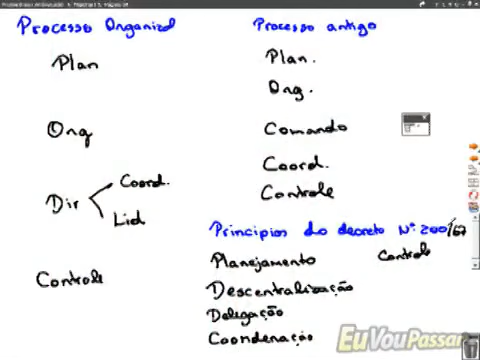 Processo Organizol
Plan
Org
Dir
Coord.
Lid
Controle
Processo antigo
Plan.
Org.
Comando
Coord.
Controle
Principios do decreto Nº 200/67
Planejamento
Controle
Descentralização
Delegação
Coordenação
EuVouPassar